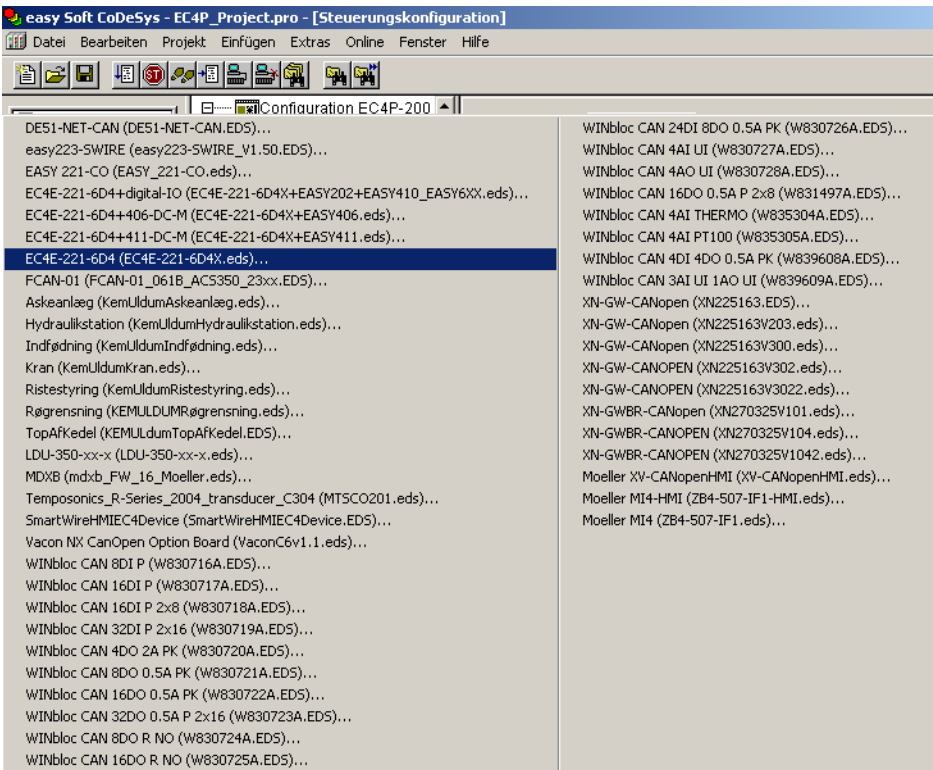 easy Soft CoDeSys - EC4P_Project.pro - [Steuerungskonfiguration]
Datei Bearbeiten Projekt Einfügen Extras Online Fenster Hilfe
Configuration EC4P-200
DE51-NET-CAN (DE51-NET-CAN.EDS)...
easy223-SWIRE (easy223-SWIRE_V1.50.EDS)...
EASY 221-CO (EASY_221-CO.eds)...
EC4E-221-6D4+digital-IO (EC4E-221-6D4X+EASY202+EASY410_EASY6XX.eds)...
EC4E-221-6D4+406-DC-M (EC4E-221-6D4X+EASY406.eds)...
EC4E-221-6D4+411-DC-M (EC4E-221-6D4X+EASY411.eds)...
EC4E-221-6D4 (EC4E-221-6D4X.eds)...
FCAN-01 (FCAN-01_061B_ACS350_23xx.EDS)...
Askeanlæg (KemUldumAskeanlæg.eds)...
Hydraulikstation (KemUldumHydraulikstation.eds)...
Indfødning (KemUldumIndfødning.eds)...
Kran (KemUldumKran.eds)...
Ristestyring (KemUldumRistestyring.eds)...
Røgrensning (KEMULDUMRøgrensning.eds)...
TopAfKedel (KEMULdumTopAfKedel.EDS)...
LDU-350-xx-x (LDU-350-xx-x.eds)...
MDXB (mdxb_FW_16_Moeller.eds)...
Temposonics_R-Series_2004_transducer_C304 (MTSCO201.eds)...
SmartWireHMIEC4Device (SmartWireHMIEC4Device.EDS)...
Vacon NX CanOpen Option Board (VaconC6v1.1.eds)...
WINbloc CAN 8DI P (W830716A.EDS)...
WINbloc CAN 16DI P (W830717A.EDS)...
WINbloc CAN 16DI P 2x8 (W830718A.EDS)...
WINbloc CAN 32DI P 2x16 (W830719A.EDS)...
WINbloc CAN 4DO 2A PK (W830720A.EDS)...
WINbloc CAN 8DO 0.5A PK (W830721A.EDS)...
WINbloc CAN 16DO 0.5A PK (W830722A.EDS)...
WINbloc CAN 32DO 0.5A P 2x16 (W830723A.EDS)...
WINbloc CAN 8DO R NO (W830724A.EDS)...
WINbloc CAN 16DO R NO (W830725A.EDS)...
WINbloc CAN 24DI 8DO 0.5A PK (W830726A.EDS)...
WINbloc CAN 4AI UI (W830727A.EDS)...
WINbloc CAN 4AO UI (W830728A.EDS)...
WINbloc CAN 16DO 0.5A P 2x8 (W831497A.EDS)...
WINbloc CAN 4AI THERMO (W835304A.EDS)...
WINbloc CAN 4AI PT100 (W835305A.EDS)...
WINbloc CAN 4DI 4DO 0.5A PK (W839608A.EDS)...
WINbloc CAN 3AI UI 1AO UI (W839609A.EDS)...
XN-GW-CANopen (XN225163.EDS)...
XN-GW-CANopen (XN225163V203.eds)...
XN-GW-CANopen (XN225163V300.eds)...
XN-GW-CANOPEN (XN225163V302.eds)...
XN-GW-CANOPEN (XN225163V3022.eds)...
XN-GWBR-CANopen (XN270325V101.eds)...
XN-GWBR-CANOPEN (XN270325V104.eds)...
XN-GWBR-CANOPEN (XN270325V1042.eds)...
Moeller XV-CANopenHMI (XV-CANopenHMI.eds)...
Moeller MI4-HMI (ZB4-507-IF1-HMI.eds)...
Moeller MI4 (ZB4-507-IF1.eds)...